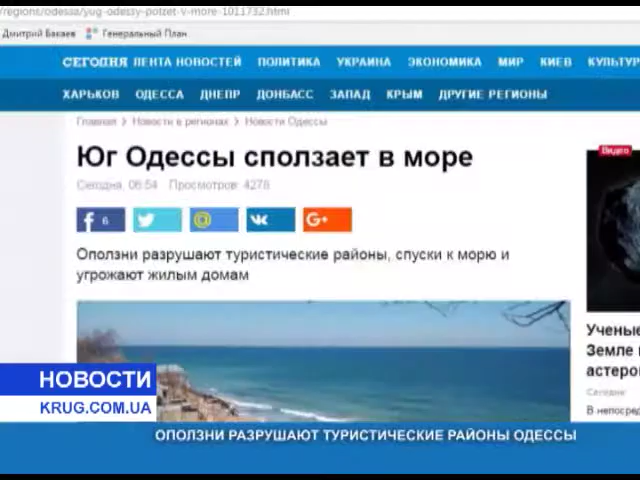 /regions/odessa/yug-odessy-polzet-v-more-1011732.html
Дмитрий Бакаев Генеральный План
СЕГОДНЯ ЛЕНТА НОВОСТЕЙ ПОЛИТИКА УКРАИНА ЭКОНОМИКА МИР КИЕВ КУЛЬТУР
ХАРЬКОВ ОДЕССА ДНЕПР ДОНБАСС ЗАПАД КРЫМ ДРУГИЕ РЕГИОНЫ
Главная > Новости в регионах > Новости Одессы
Юг Одессы сползает в море
Видео
Сегодня, 06:54 Просмотров: 4278
f 6 @ G+
Оползни разрушают туристические районы, спуски к морю и
угрожают жилым домам
Ученые
Земле
астеро
Сегодня
В непосред
НОВОСТИ
KRUG.COM.UA
ОПОЛЗНИ РАЗРУШАЮТ ТУРИСТИЧЕСКИЕ РАЙОНЫ ОДЕССЫ